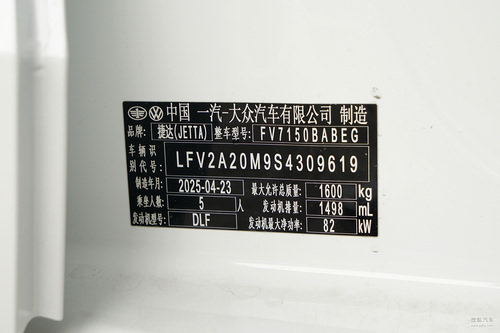 中国 一汽-大众汽车有限公司 制造
品牌: 捷达(JETTA) 整车型号: FV7150BABEG
车辆识别代号: LFV2A20M9S4309619
制造年月: 2025-04-23 最大允许总质量: 1600 kg
乘坐人数: 5 人 发动机排量: 1498 mL
发动机型号: DLF 发动机最大净功率: 82 kW
搜狐汽车